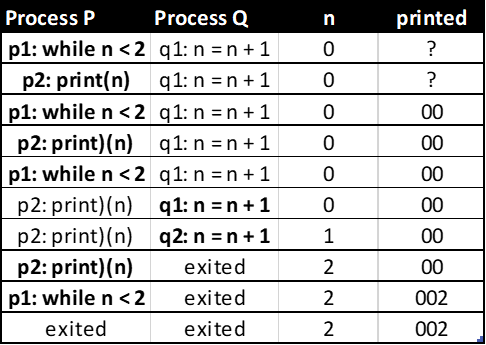 Process P Process Q n printed
p1: while n < 2 q1: n = n + 1 0 ?
p2: print(n) q1: n = n + 1 0 ?
p1: while n < 2 q1: n = n + 1 0 00
p2: print)(n) q1: n = n + 1 0 00
p1: while n < 2 q1: n = n + 1 0 00
p2: print)(n) q1: n = n + 1 0 00
p2: print)(n) q2: n = n + 1 1 00
p2: print)(n) exited 2 00
p1: while n < 2 exited 2 002
exited exited 2 002